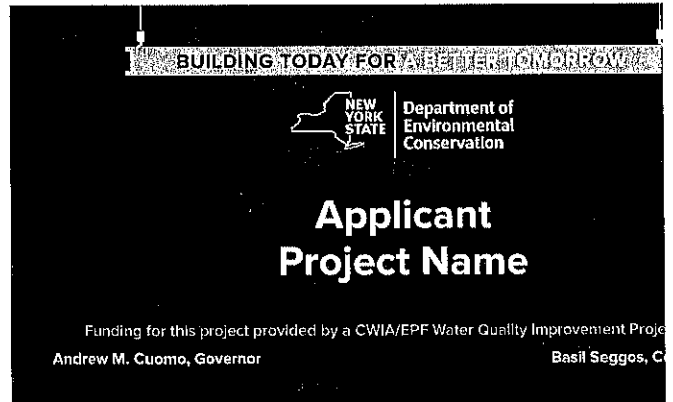 BUILDING TODAY FOR A BETTER TOMORROW
NEW
YORK
STATE
Department of
Environmental
Conservation
Applicant
Project Name
Funding for this project provided by a CWIA/EPF Water Quality Improvement Proje
Andrew M. Cuomo, Governor Basil Seggos, C